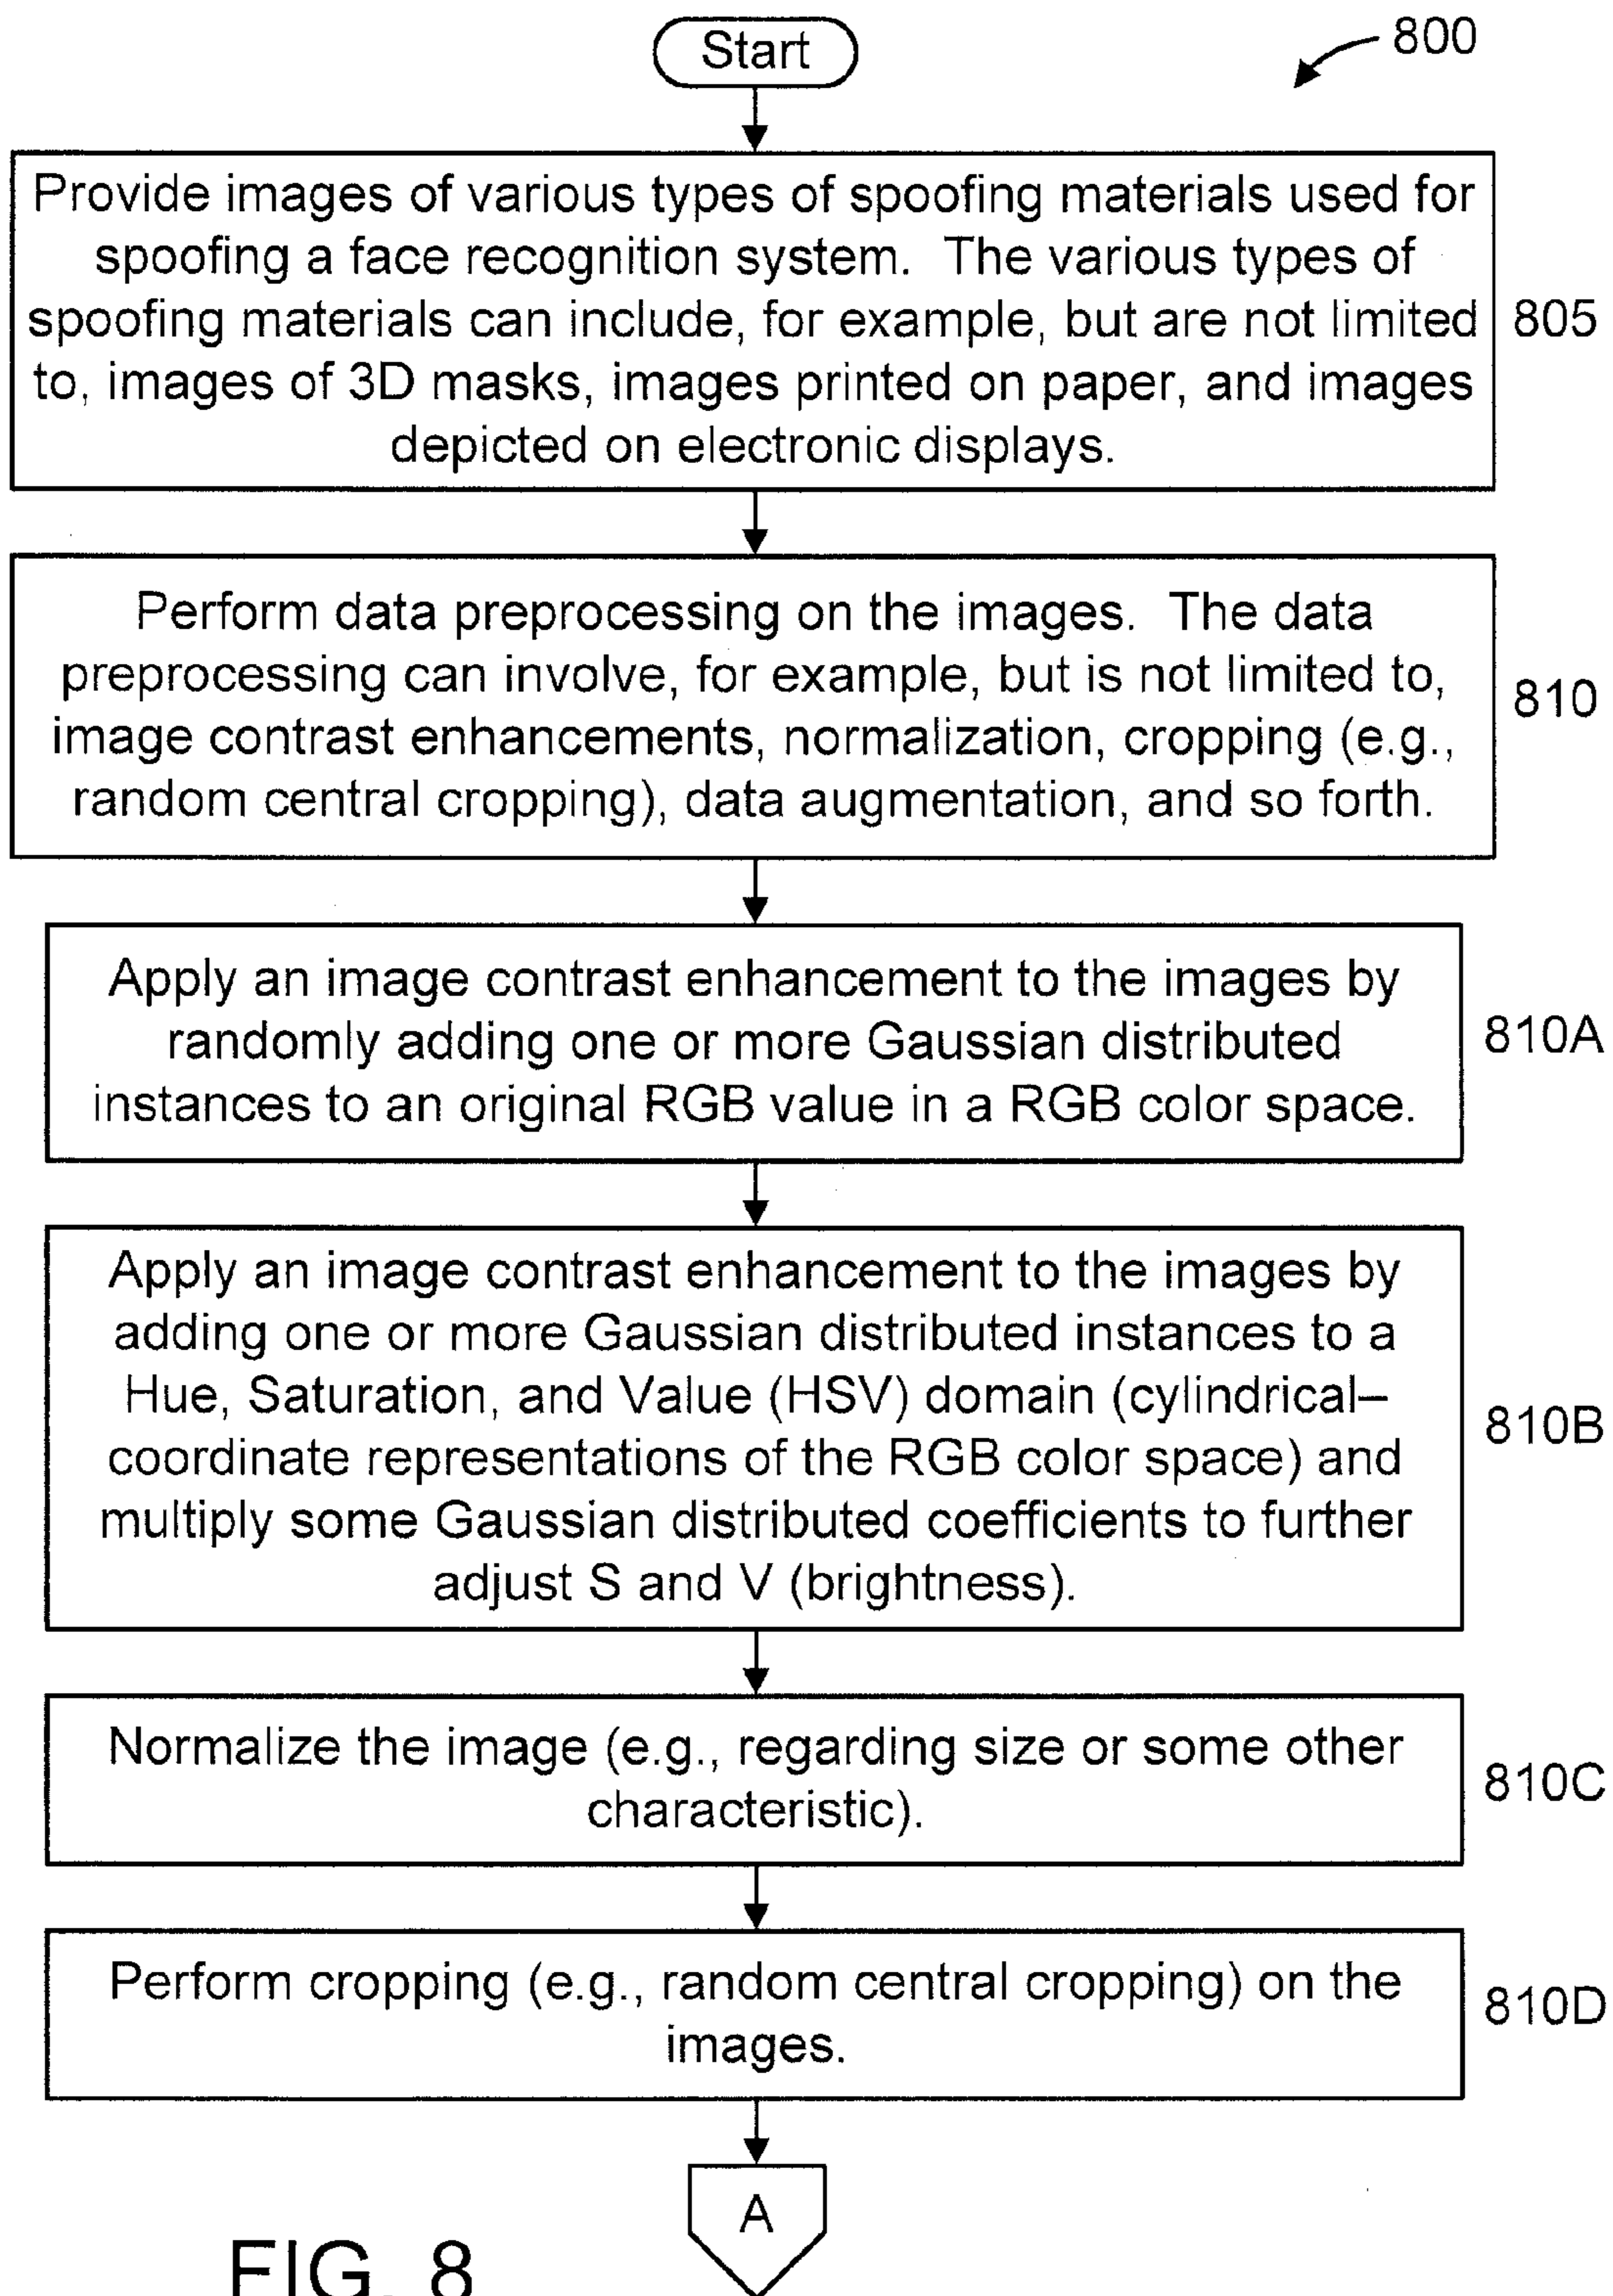 Start
800
Provide images of various types of spoofing materials used for
spoofing a face recognition system. The various types of
spoofing materials can include, for example, but are not limited
to, images of 3D masks, images printed on paper, and images
depicted on electronic displays.
805
Perform data preprocessing on the images. The data
preprocessing can involve, for example, but is not limited to,
image contrast enhancements, normalization, cropping (e.g.,
random central cropping), data augmentation, and so forth.
810
Apply an image contrast enhancement to the images by
randomly adding one or more Gaussian distributed
instances to an original RGB value in a RGB color space.
810A
Apply an image contrast enhancement to the images by
adding one or more Gaussian distributed instances to a
Hue, Saturation, and Value (HSV) domain (cylindrical–
coordinate representations of the RGB color space) and
multiply some Gaussian distributed coefficients to further
adjust S and V (brightness).
810B
Normalize the image (e.g., regarding size or some other
characteristic).
810C
Perform cropping (e.g., random central cropping) on the
images.
810D
A
FIG. 8